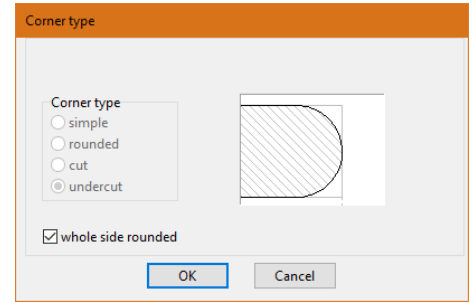 Corner type
Corner type
simple
rounded
cut
undercut
whole side rounded
OK
Cancel